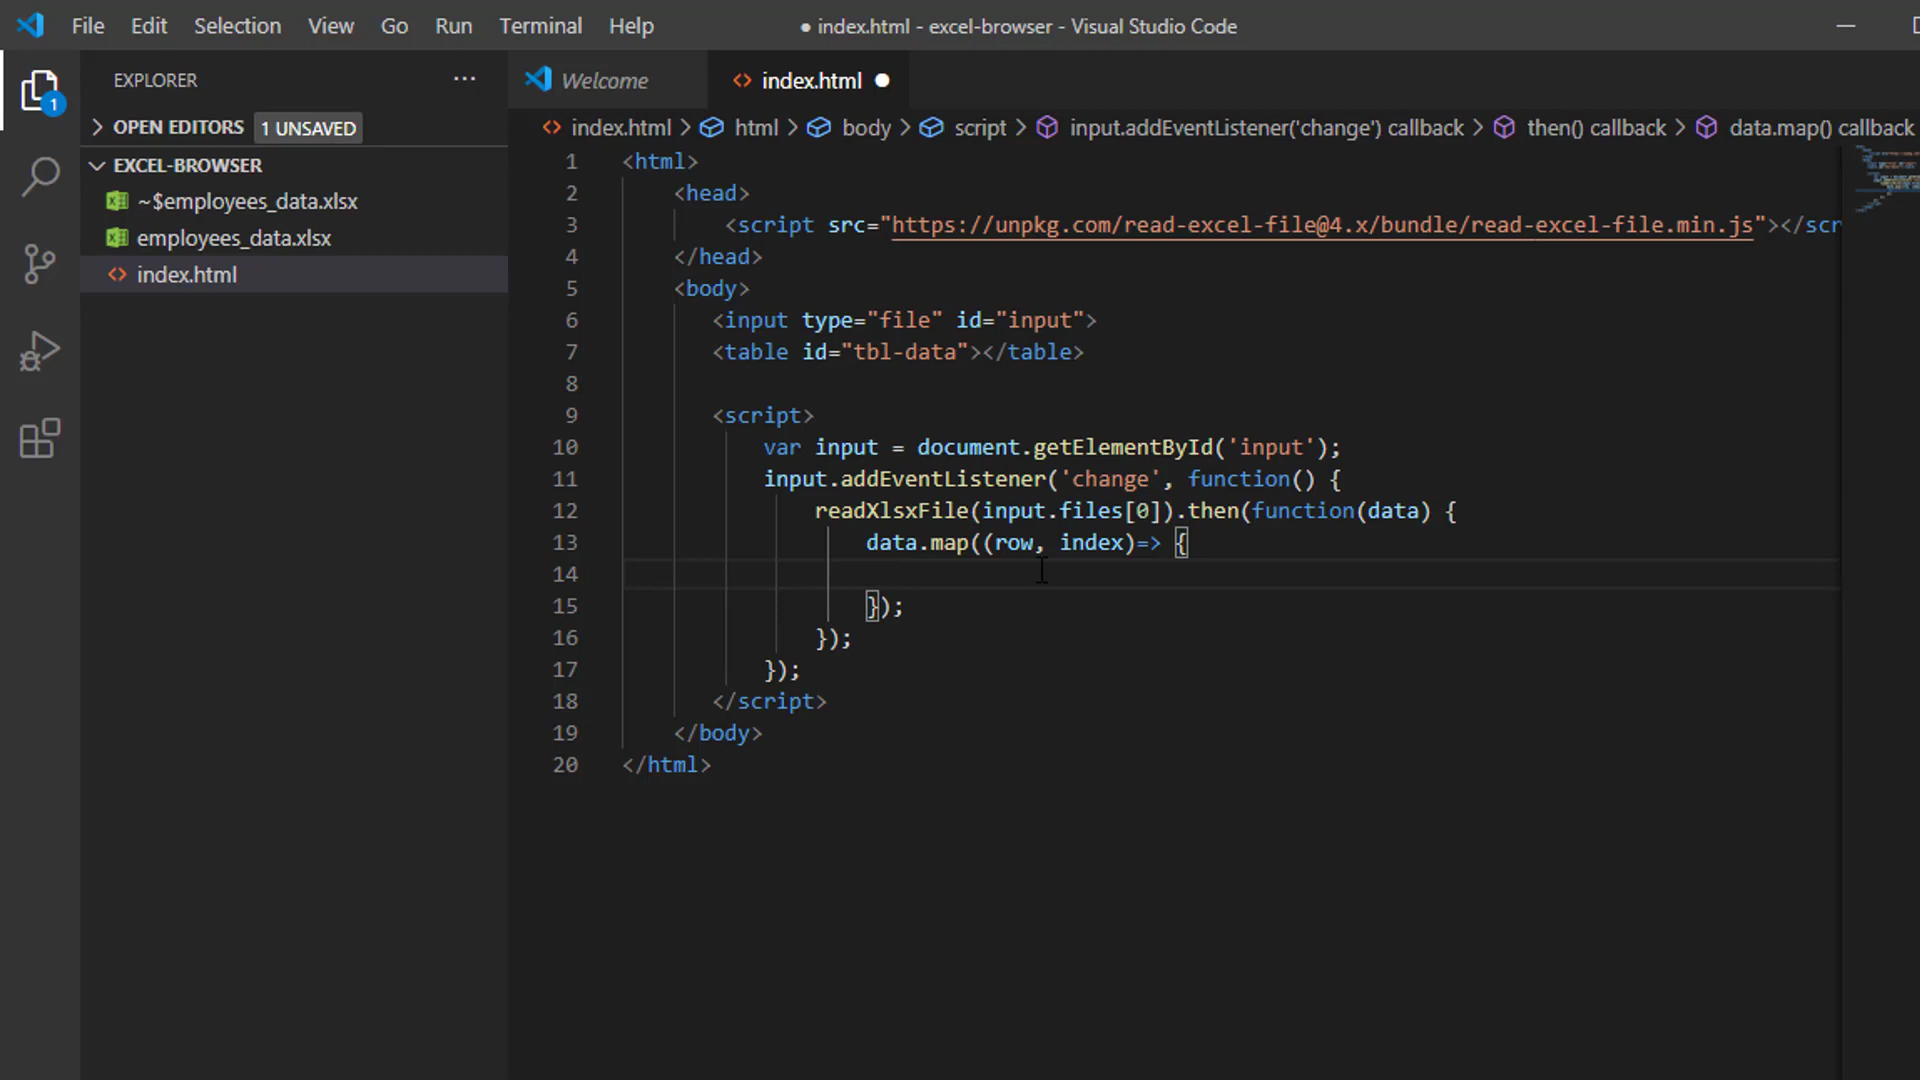 File Edit Selection View Go Run Terminal Help
● index.html - excel-browser - Visual Studio Code
EXPLORER ...
Welcome
index.html ●
1
OPEN EDITORS 1 UNSAVED
index.html > html > body > script > input.addEventListener('change') callback > then() callback > data.map() callback
EXCEL-BROWSER
~$employees_data.xlsx
employees_data.xlsx
index.html
1 <html>
2 <head>
3 <script src="https://unpkg.com/read-excel-file@4.x/bundle/read-excel-file.min.js"></scr
4 </head>
5 <body>
6 <input type="file" id="input">
7 <table id="tbl-data"></table>
8
9 <script>
10 var input = document.getElementById('input');
11 input.addEventListener('change', function() {
12 readXlsxFile(input.files[0]).then(function(data) {
13 data.map((row, index)=> {
14
15 });
16 });
17 });
18 </script>
19 </body>
20 </html>